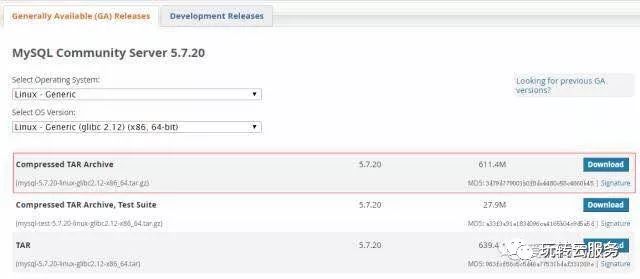 Generally Available (GA) Releases
Development Releases
MySQL Community Server 5.7.20
Select Operating System:
Looking for previous GA versions?
Linux - Generic
Select OS Version:
Linux - Generic (glibc 2.12) (x86, 64-bit)
Compressed TAR Archive 5.7.20 611.4M Download
(mysql-5.7.20-linux-glibc2.12-x86_64.tar.gz) MD5: | Signature
Compressed TAR Archive, Test Suite 5.7.20 27.9M Download
(mysql-test-5.7.20-linux-glibc2.12-x86_64.tar.gz) MD5: | Signature
TAR 5.7.20 639.4 Download
(mysql-5.7.20-linux-glibc2.12-x86_64.tar) MD5: | Signature
玩转云服务